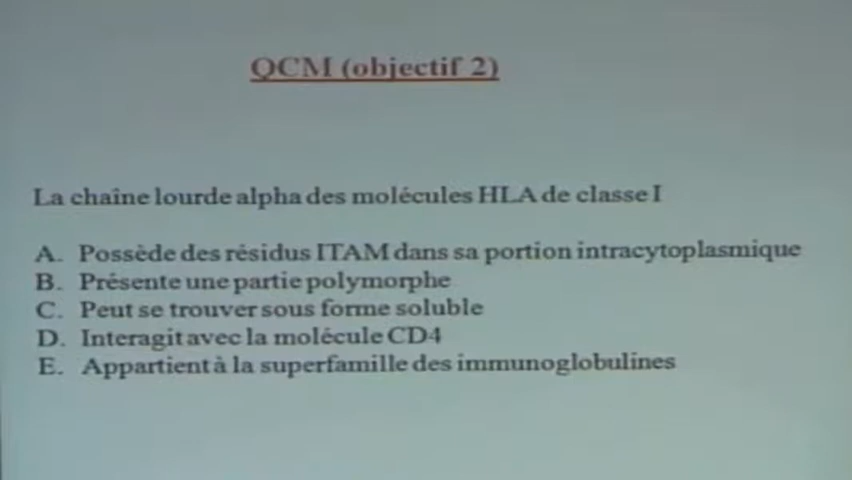 QCM (objectif 2)
La chaîne lourde alpha des molécules HLA de classe I
A. Possède des résidus ITAM dans sa portion intracytoplasmique
B. Présente une partie polymorphe
C. Peut se trouver sous forme soluble
D. Interagit avec la molécule CD4
E. Appartient à la superfamille des immunoglobulines